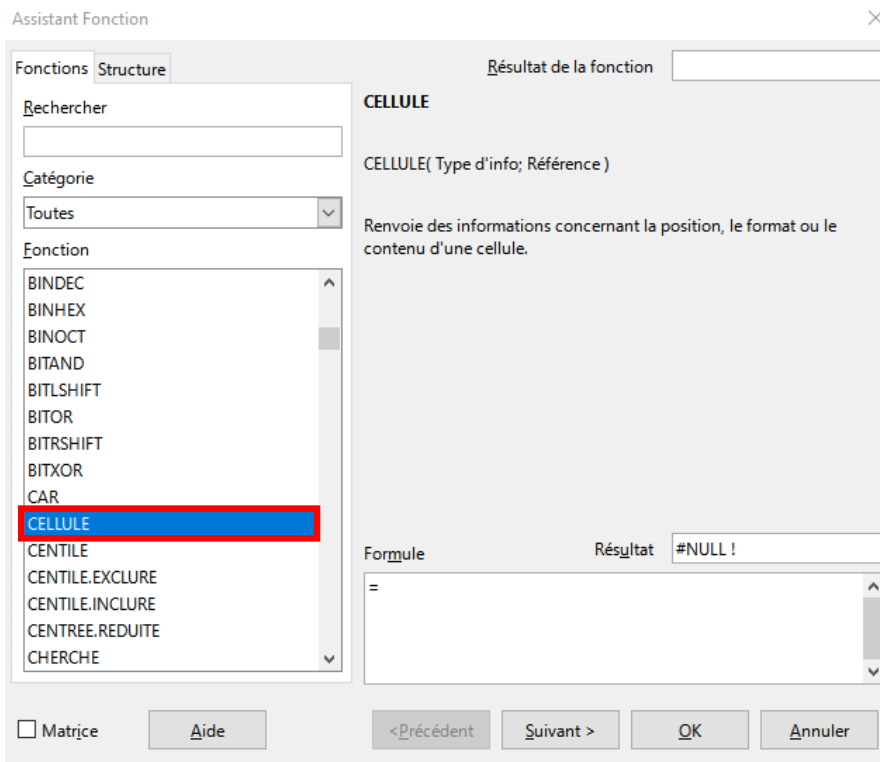 Assistant Fonction
Fonctions Structure
Résultat de la fonction
Rechercher
CELLULE
CELLULE( Type d'info; Référence )
Catégorie
Toutes
Renvoie des informations concernant la position, le format ou le
contenu d'une cellule.
Fonction
BINDEC
BINHEX
BINOCT
BITAND
BITLSHIFT
BITOR
BITRSHIFT
BITXOR
CAR
CELLULE
CENTILE
CENTILE.EXCLURE
CENTILE.INCLURE
CENTREE.REDUITE
CHERCHE
Formule
Résultat
#NULL !
=
Matrice
Aide
<Précédent
Suivant >
OK
Annuler